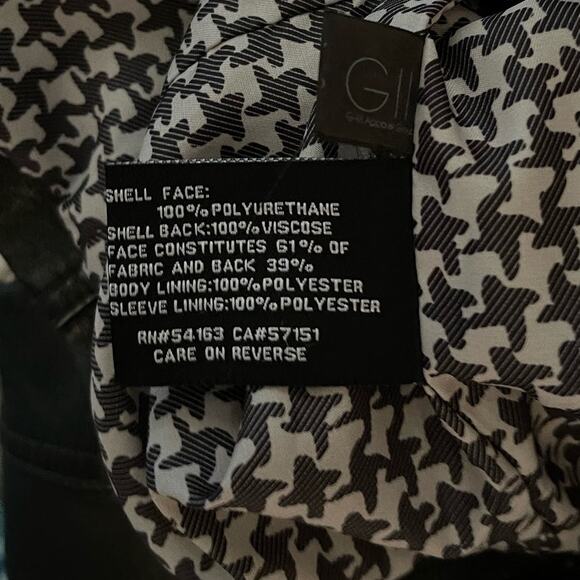 GII
SHELL FACE:
100% POLYURETHANE
SHELL BACK:100% VISCOSE
FACE CONSTITUTES 61% OF
FABRIC AND BACK 39%
BODY LINING:100% POLYESTER
SLEEVE LINING:100% POLYESTER
RN#54163 CA#57151
CARE ON REVERSE